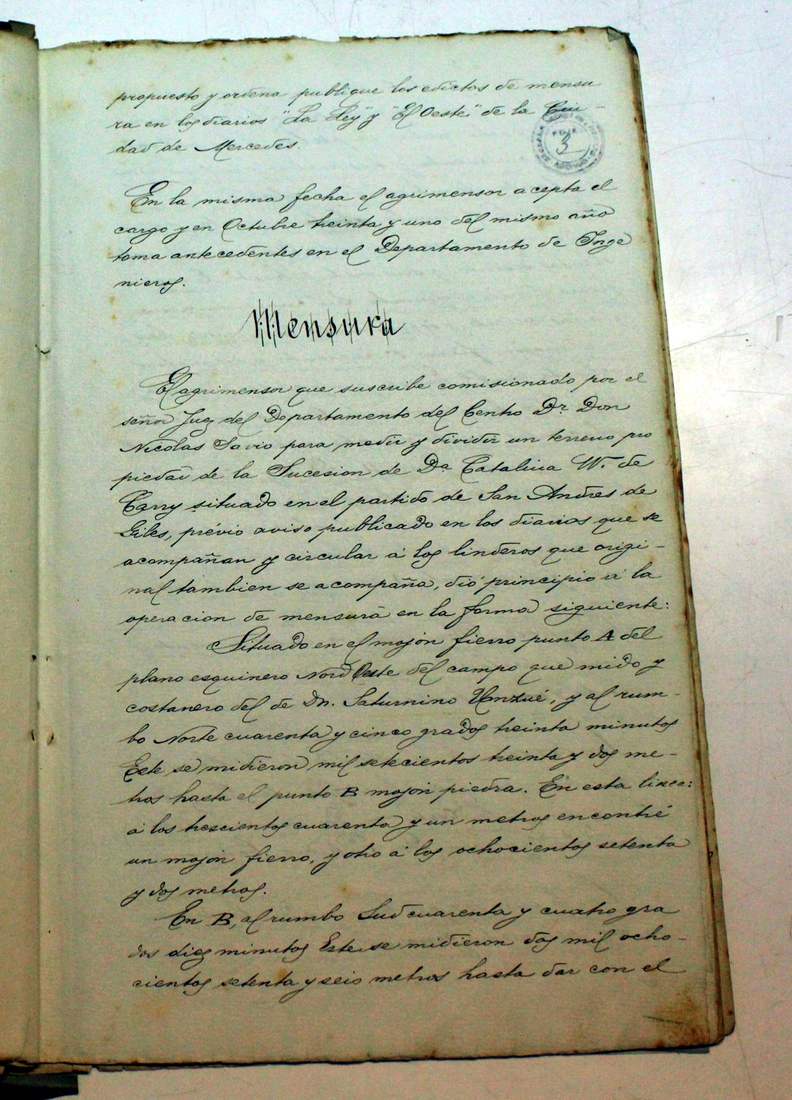 propuesto y ordena publique los edictos de mensu
ra en los diarios "La Ley" y "El Oeste" de la Ciu-
dad de Mercedes.
3
En la misma fecha el agrimensor acepta el
cargo y en Octubre treinta y uno del mismo año
toma antecedentes en el Departamento de Inge
nieros.
Mensura
El agrimensor que suscribe comisionado por el
señor Juez del Departamento del Centro Dr. Don
Nicolas Savio para medir y dividir un terreno pro
piedad de la Sucesion de Da. Catalina W. de
Carry situado en el partido de San Andres de
Giles, prévio aviso publicado en los diarios que se
acompañan y circular á los linderos que origi-
nal tambien se acompaña, dió principio á la
operacion de mensura en la forma siguiente:
Situado en el mojón fierro punto A del
plano esquinero Nord Oeste del campo que mido y
costanero del de Dn. Saturnino Unzué, y al rum-
bo Norte cuarenta y cinco grados treinta minutos
Este se midieron mil setecientos treinta y dos me-
tros hasta el punto B mojón piedra. En esta linea:
á los trescientos cuarenta y un metros encontré
un mojón fierro, y otro á los ochocientos setenta
y dos metros.
En B, al rumbo Sud cuarenta y cuatro gra
dos diez minutos Este se midieron dos mil ocho-
cientos setenta y seis metros hasta dar con el